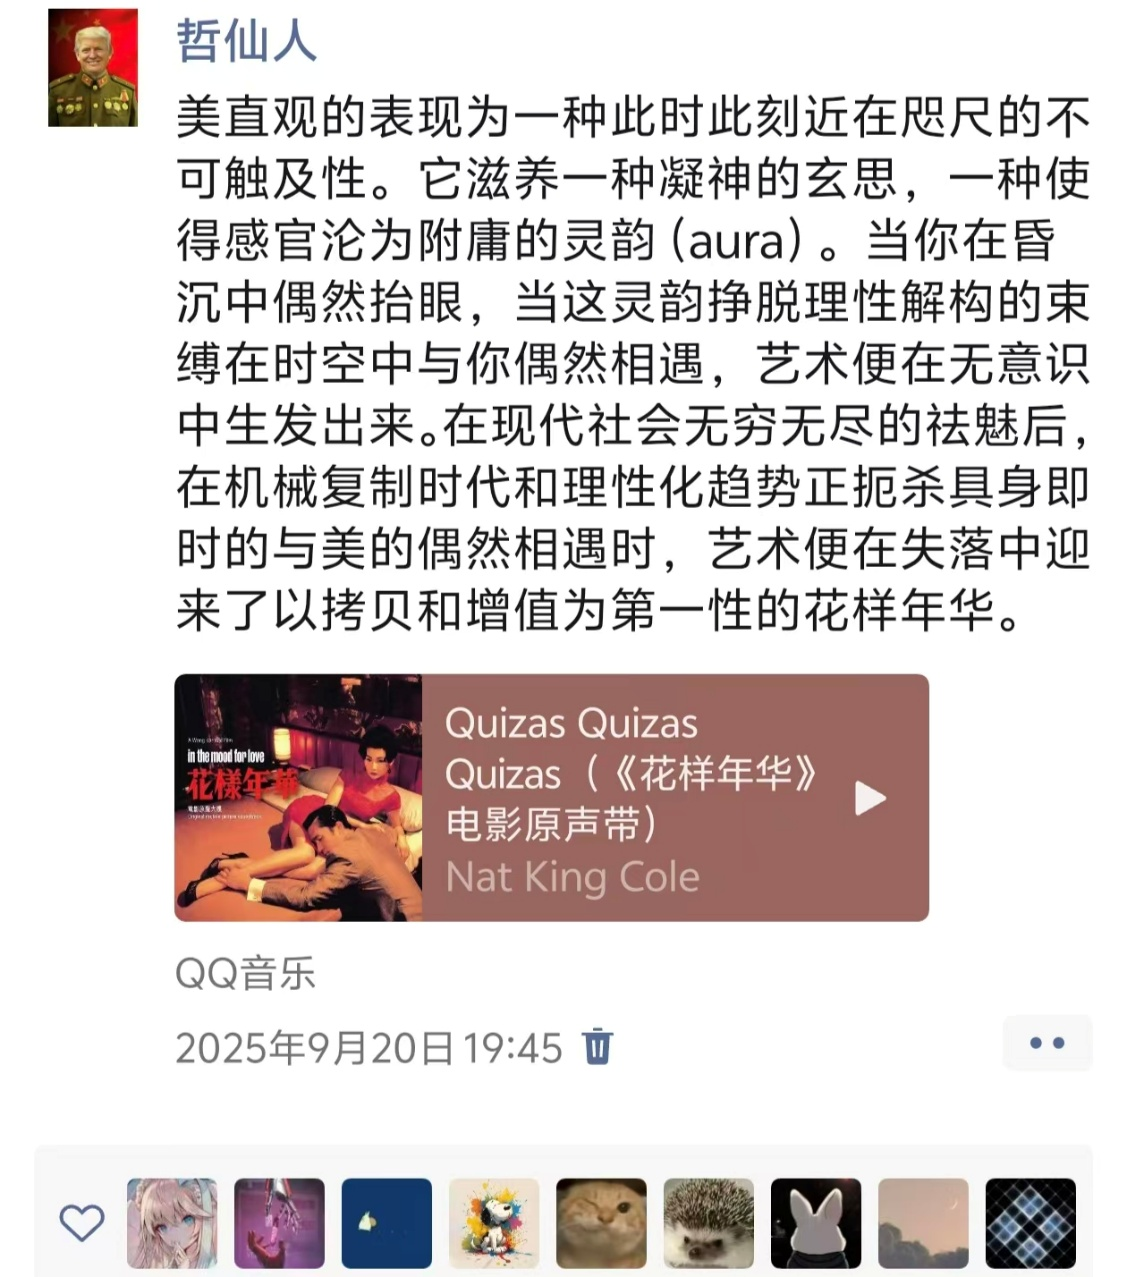 哲仙人
美直观的表现为一种此时此刻近在咫尺的不
可触及性。它滋养一种凝神的玄思，一种使
得感官沦为附庸的灵韵（aura）。当你在昏
沉中偶然抬眼，当这灵韵挣脱理性解构的束
缚在时空中与你偶然相遇，艺术便在无意识
中生发出来。在现代社会无穷无尽的祛魅后，
在机械复制时代和理性化趋势正扼杀具身即
时的与美的偶然相遇时，艺术便在失落中迎
来了以拷贝和增值为第一性的花样年华。
in the mood for love
花樣年華
Quizas Quizas
Quizas（《花样年华》
电影原声带）
Nat King Cole
QQ音乐
2025年9月20日 19:45